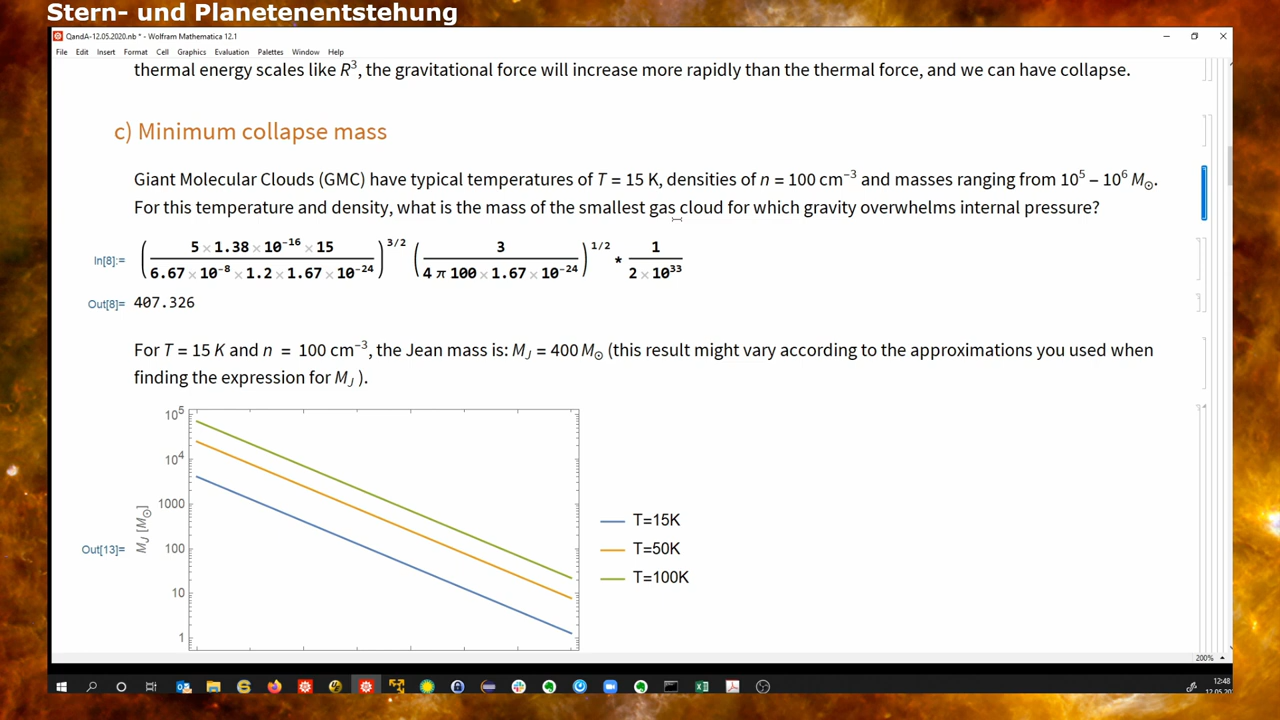 Stern- und Planetenentstehung
QandA-12.05.2020.nb * - Wolfram Mathematica 12.1
File Edit Insert Format Cell Graphics Evaluation Palettes Window Help
thermal energy scales like R³, the gravitational force will increase more rapidly than the thermal force, and we can have collapse.
c) Minimum collapse mass
Giant Molecular Clouds (GMC) have typical temperatures of T = 15 K, densities of n = 100 cm⁻³ and masses ranging from 10⁵ – 10⁶ M⊙.
For this temperature and density, what is the mass of the smallest gas cloud for which gravity overwhelms internal pressure?
In[8]:= ( 5 × 1.38 × 10⁻¹⁶ × 15 / 6.67 × 10⁻⁸ × 1.2 × 1.67 × 10⁻²⁴ )^3/2 ( 3 / 4 π 100 × 1.67 × 10⁻²⁴ )^1/2 * 1 / 2 × 10³³
Out[8]= 407.326
For T = 15 K and n = 100 cm⁻³, the Jean mass is: M_J = 400 M⊙ (this result might vary according to the approximations you used when
finding the expression for M_J ).
Out[13]=
M_J [M⊙]
10⁵
10⁴
1000
100
10
1
T=15K
T=50K
T=100K
200%
12:48
12.05.20